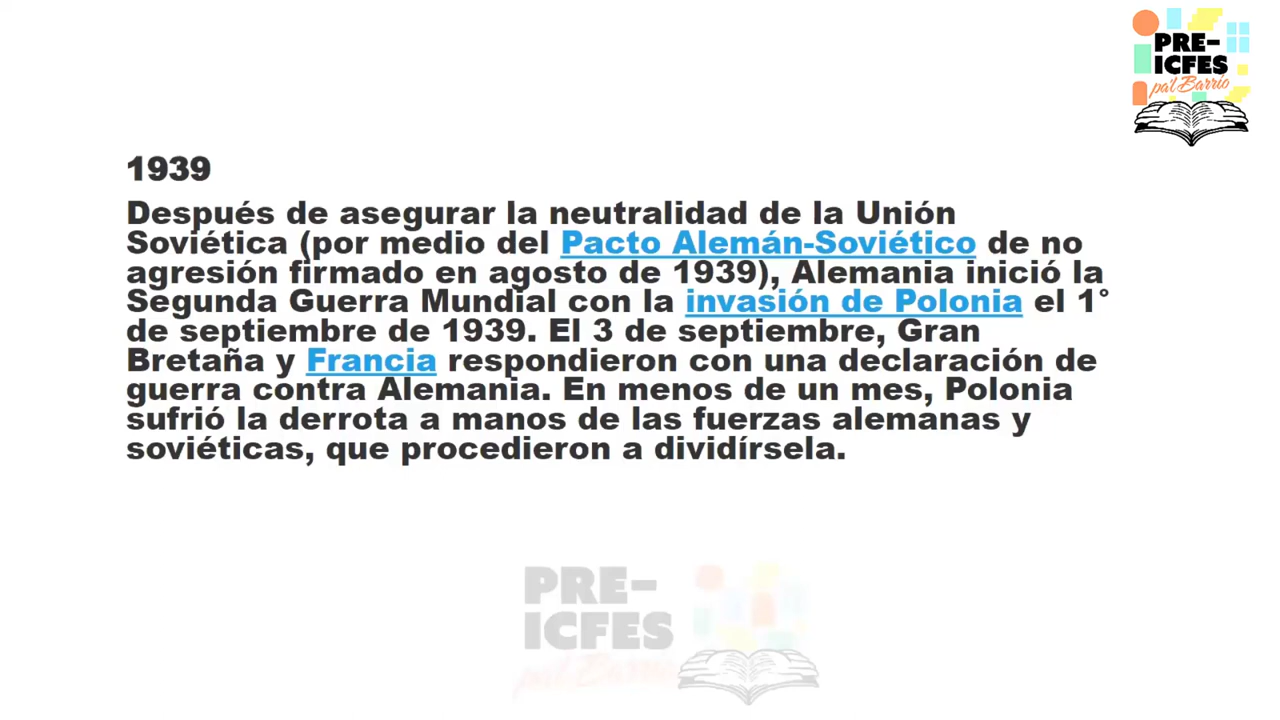 PRE-
ICFES
pa'l Barrio
1939
Después de asegurar la neutralidad de la Unión
Soviética (por medio del Pacto Alemán-Soviético de no
agresión firmado en agosto de 1939), Alemania inició la
Segunda Guerra Mundial con la invasión de Polonia el 1°
de septiembre de 1939. El 3 de septiembre, Gran
Bretaña y Francia respondieron con una declaración de
guerra contra Alemania. En menos de un mes, Polonia
sufrió la derrota a manos de las fuerzas alemanas y
soviéticas, que procedieron a dividírsela.
PRE-
ICFES
pa'l Barrio